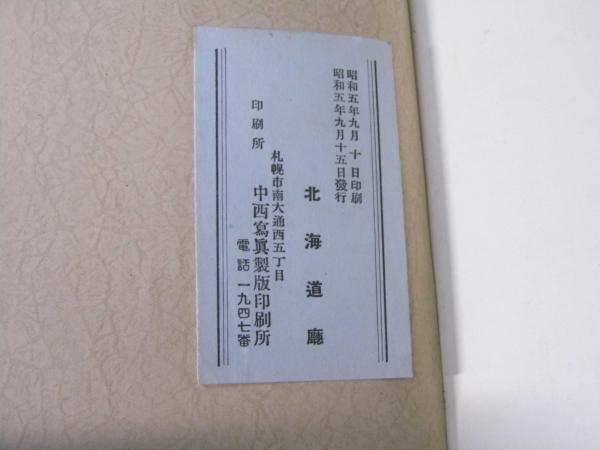 昭和五年九月十日印刷
昭和五年九月十五日發行
北海道廳
札幌市南大通西五丁目
印刷所 中西寫眞製版印刷所
電話一九四七番